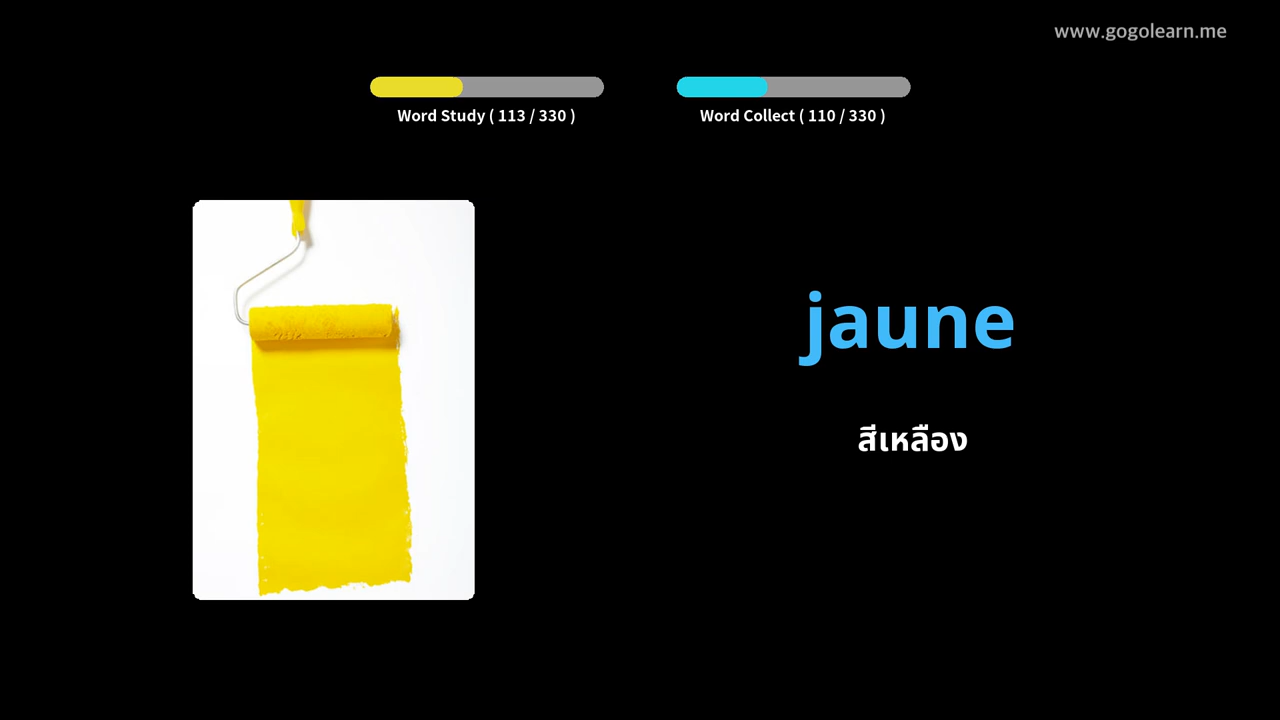 www.gogolearn.me
Word Study ( 113 / 330 )
Word Collect ( 110 / 330 )
jaune
สีเหลือง